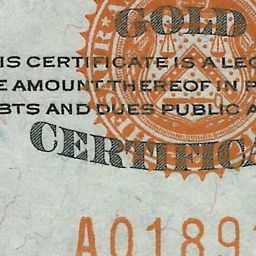 GOLD
IS CERTIFICATE IS A LEG
E AMOUNT THEREOF IN P
BTS AND DUES PUBLIC A
CERTIFICA
A0189